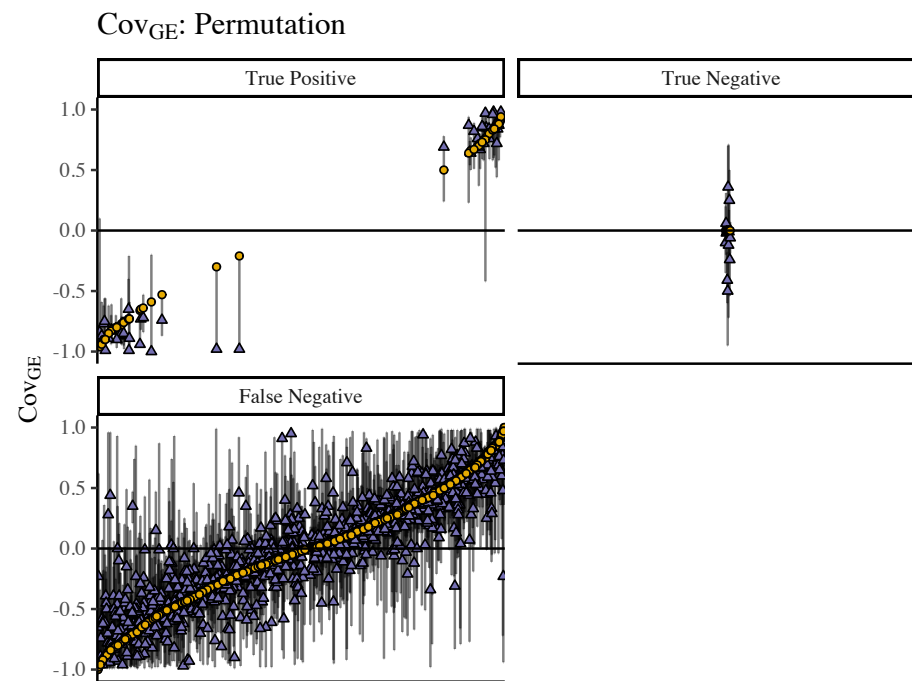 CovGE: Permutation
True Positive
True Negative
1.0
0.5
0.0
-0.5
-1.0
CovGE
False Negative
1.0
0.5
0.0
-0.5
-1.0